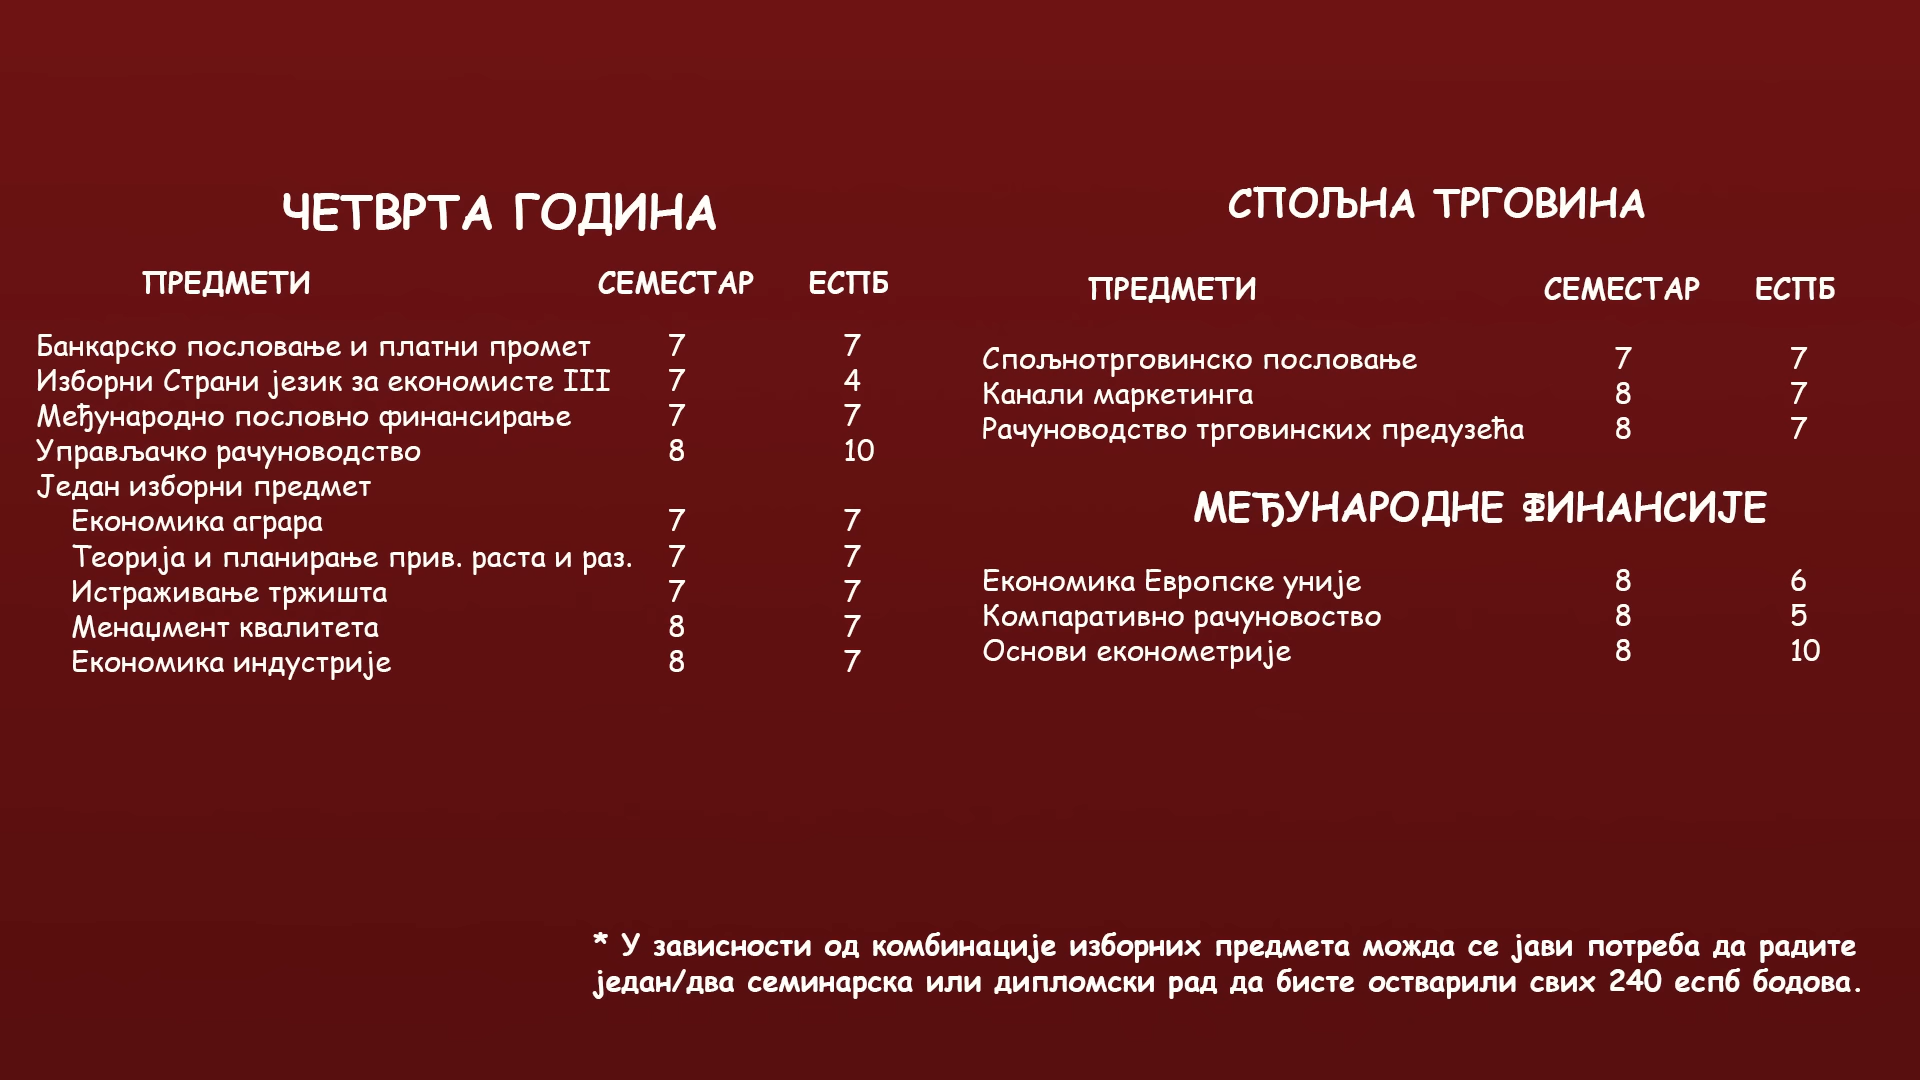 ЧЕТВРТА ГОДИНА
ПРЕДМЕТИ СЕМЕСТАР ЕСПБ
Банкарско пословање и платни промет 7 7
Изборни Страни језик за економисте III 7 4
Међународно пословно финансирање 7 7
Управљачко рачуноводство 8 10
Један изборни предмет
Економика аграра 7 7
Теорија и планирање прив. раста и раз. 7 7
Истраживање тржишта 7 7
Менаџмент квалитета 8 7
Економика индустрије 8 7
СПОЉНА ТРГОВИНА
ПРЕДМЕТИ СЕМЕСТАР ЕСПБ
Спољнотрговинско пословање 7 7
Канали маркетинга 8 7
Рачуноводство трговинских предузећа 8 7
МЕЂУНАРОДНЕ ФИНАНСИЈЕ
Економика Европске уније 8 6
Компаративно рачуновоство 8 5
Основи економетрије 8 10
* У зависности од комбинације изборних предмета можда се јави потреба да радите
један/два семинарска или дипломски рад да бисте остварили свих 240 еспб бодова.